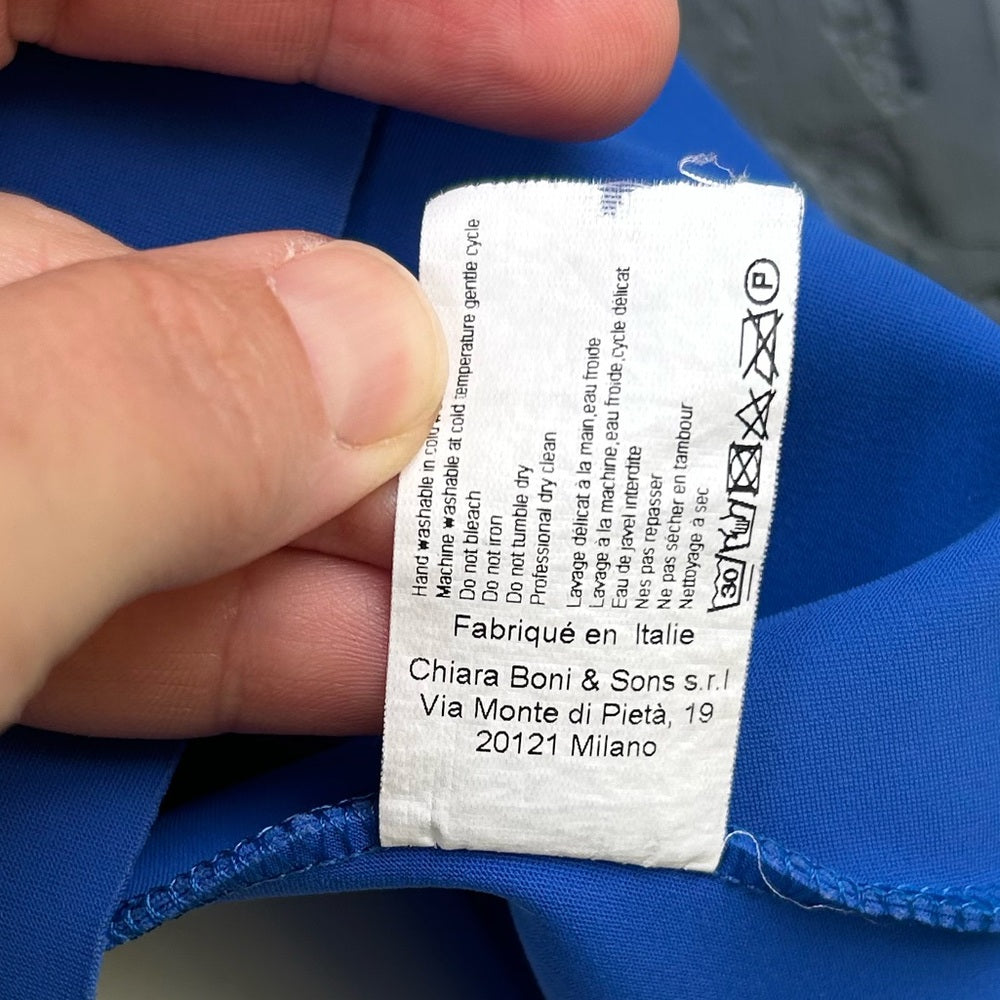 Hand washable in cold
Machine washable at cold temperature gentle cycle
Do not bleach
Do not iron
Do not tumble dry
Professional dry clean
Lavage délicat à la main,eau froide
Lavage à la machine,eau froide,cycle délicat
Eau de javel interdite
Nes pas repasser
Ne pas sécher en tambour
Nettoyage à sec
30 P
Fabriqué en Italie
Chiara Boni & Sons s.r.l
Via Monte di Pietà, 19
20121 Milano